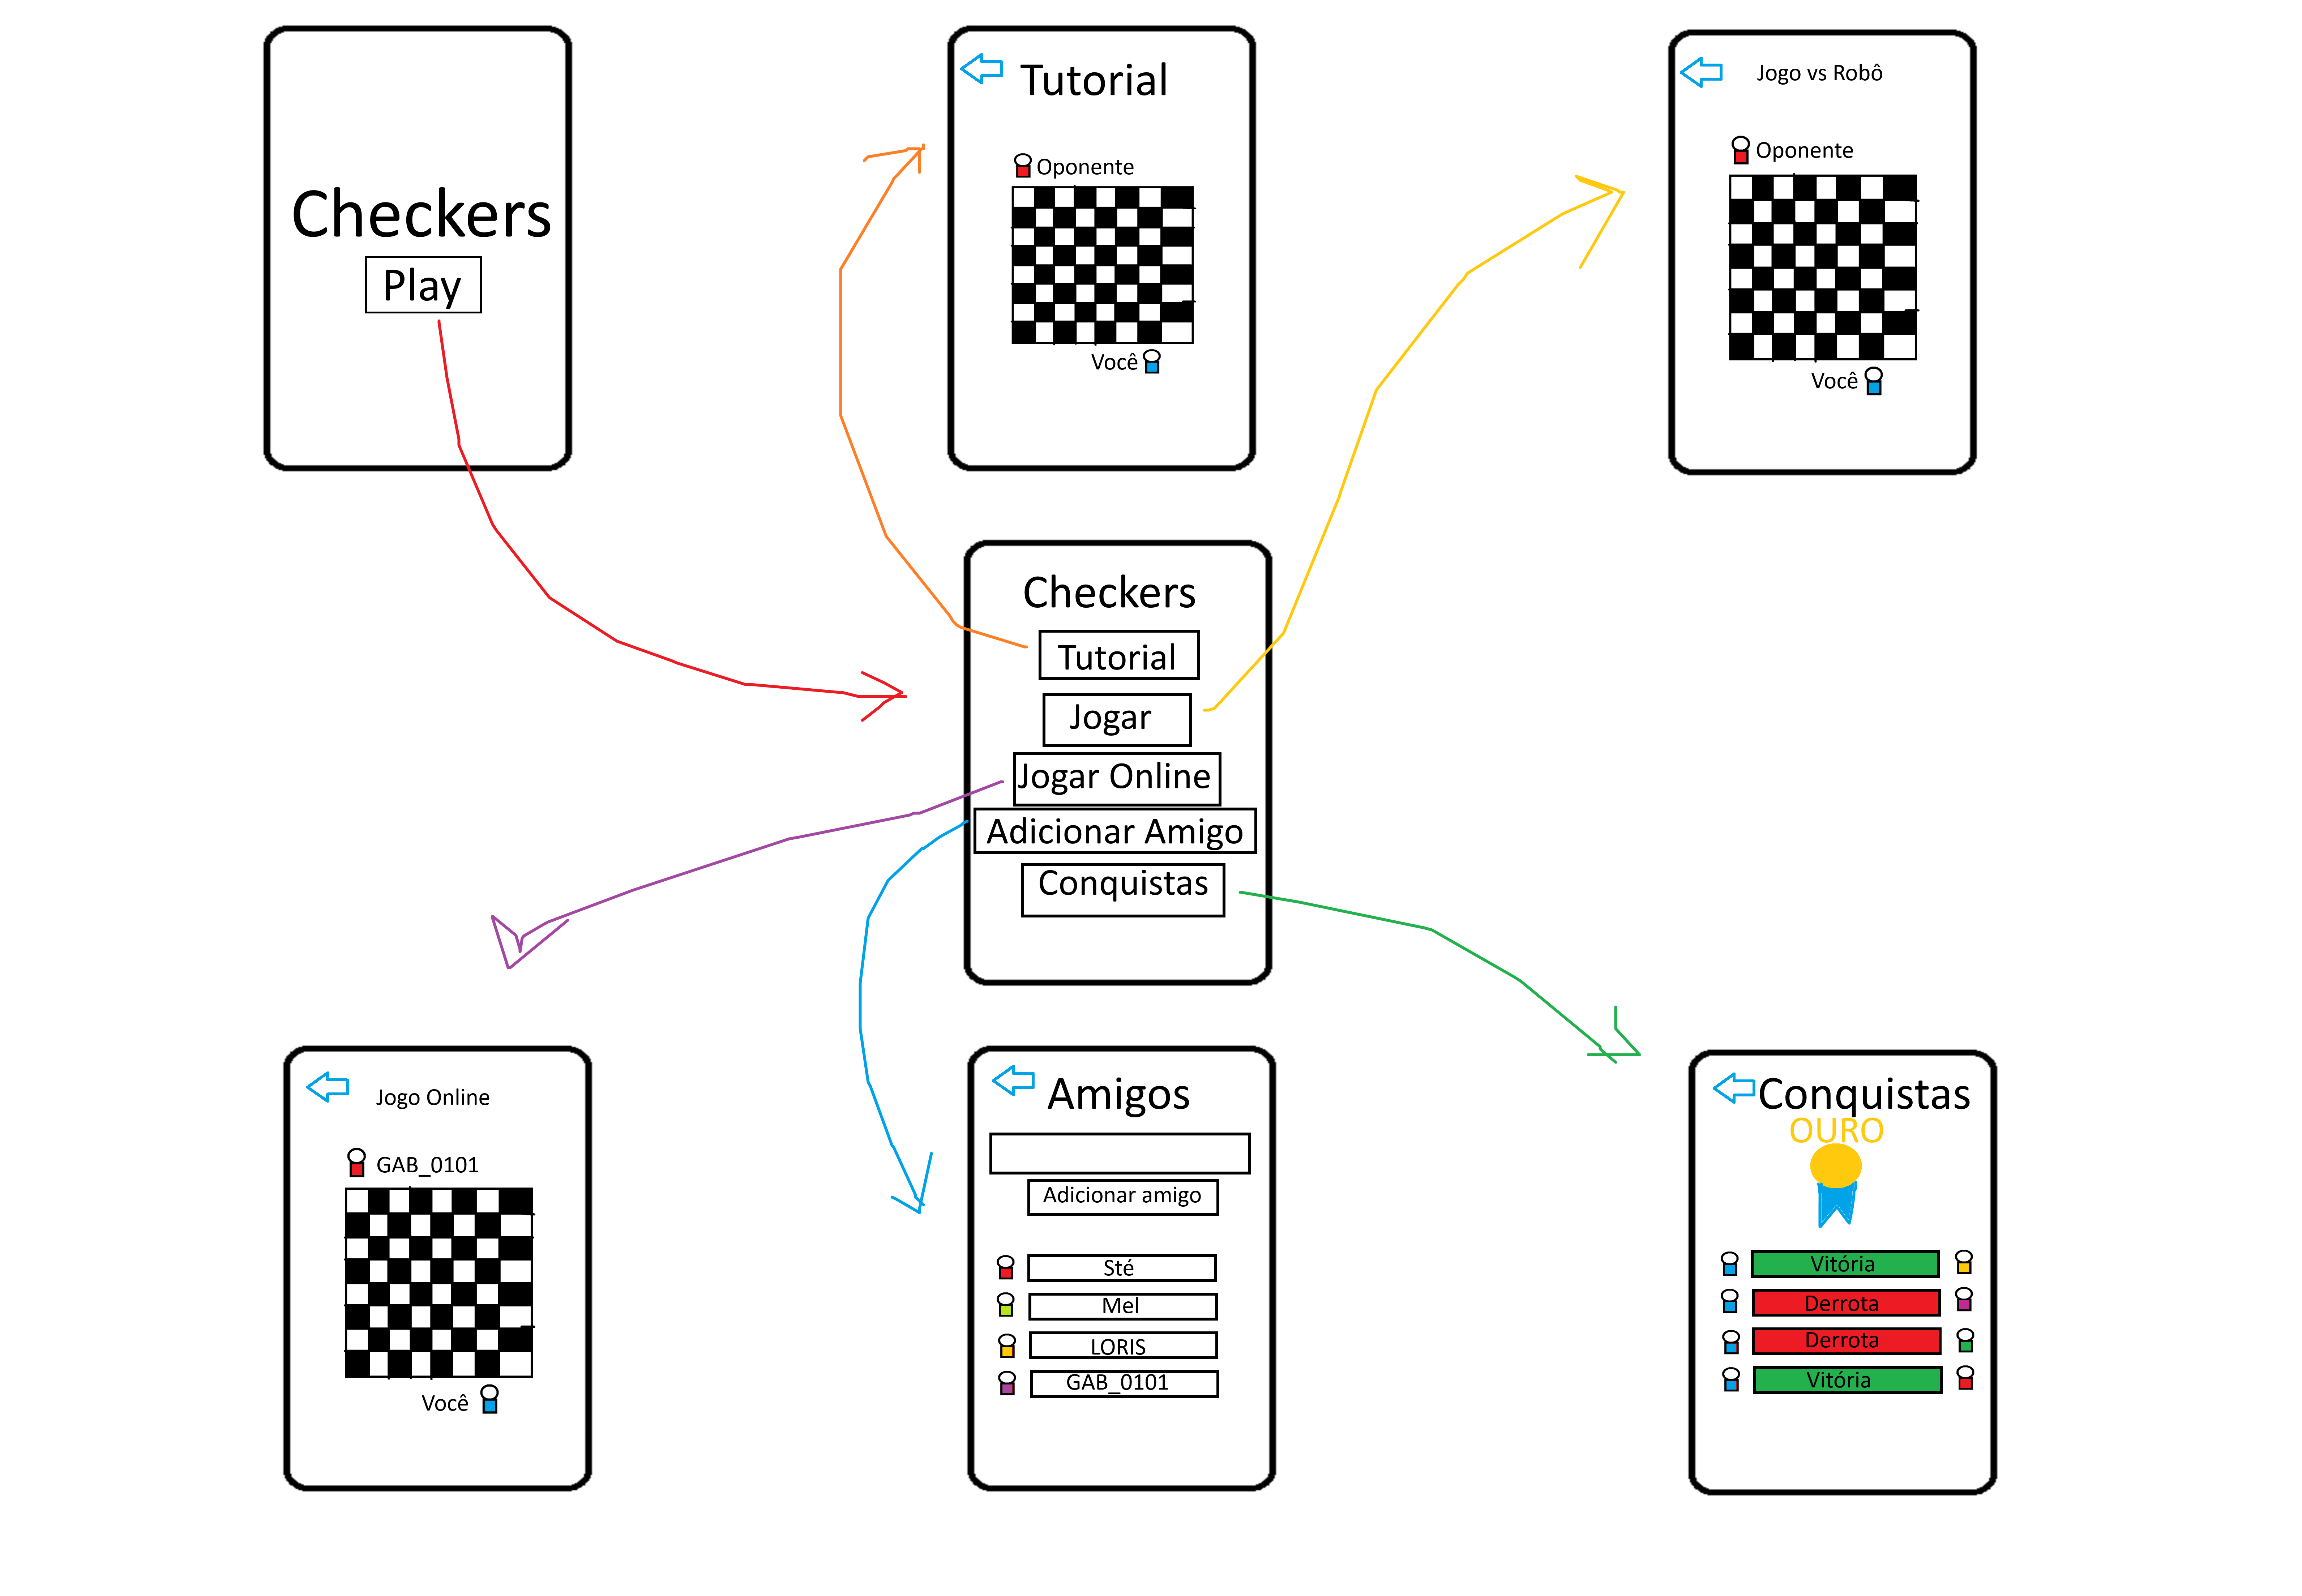 Checkers
Play
Tutorial
Oponente
Você
Jogo vs Robô
Oponente
Você
Checkers
Tutorial
Jogar
Jogar Online
Adicionar Amigo
Conquistas
Jogo Online
GAB_0101
Você
Amigos
Adicionar amigo
Sté
Mel
LORIS
GAB_0101
Conquistas
OURO
Vitória
Derrota
Derrota
Vitória